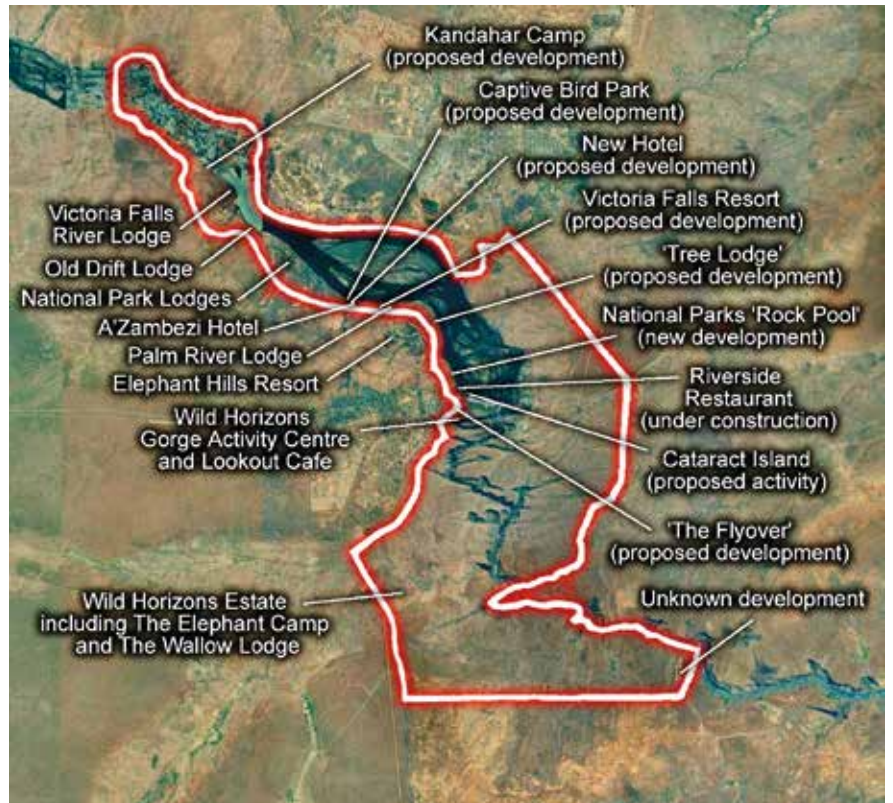 Kandahar Camp
(proposed development)
Captive Bird Park
(proposed development)
New Hotel
(proposed development)
Victoria Falls Resort
(proposed development)
'Tree Lodge'
(proposed development)
National Parks 'Rock Pool'
(new development)
Riverside
Restaurant
(under construction)
Cataract Island
(proposed activity)
'The Flyover'
(proposed development)
Unknown development
Victoria Falls
River Lodge
Old Drift Lodge
National Park Lodges
A'Zambezi Hotel
Palm River Lodge
Elephant Hills Resort
Wild Horizons
Gorge Activity Centre
and Lookout Cafe
Wild Horizons Estate
including The Elephant Camp
and The Wallow Lodge